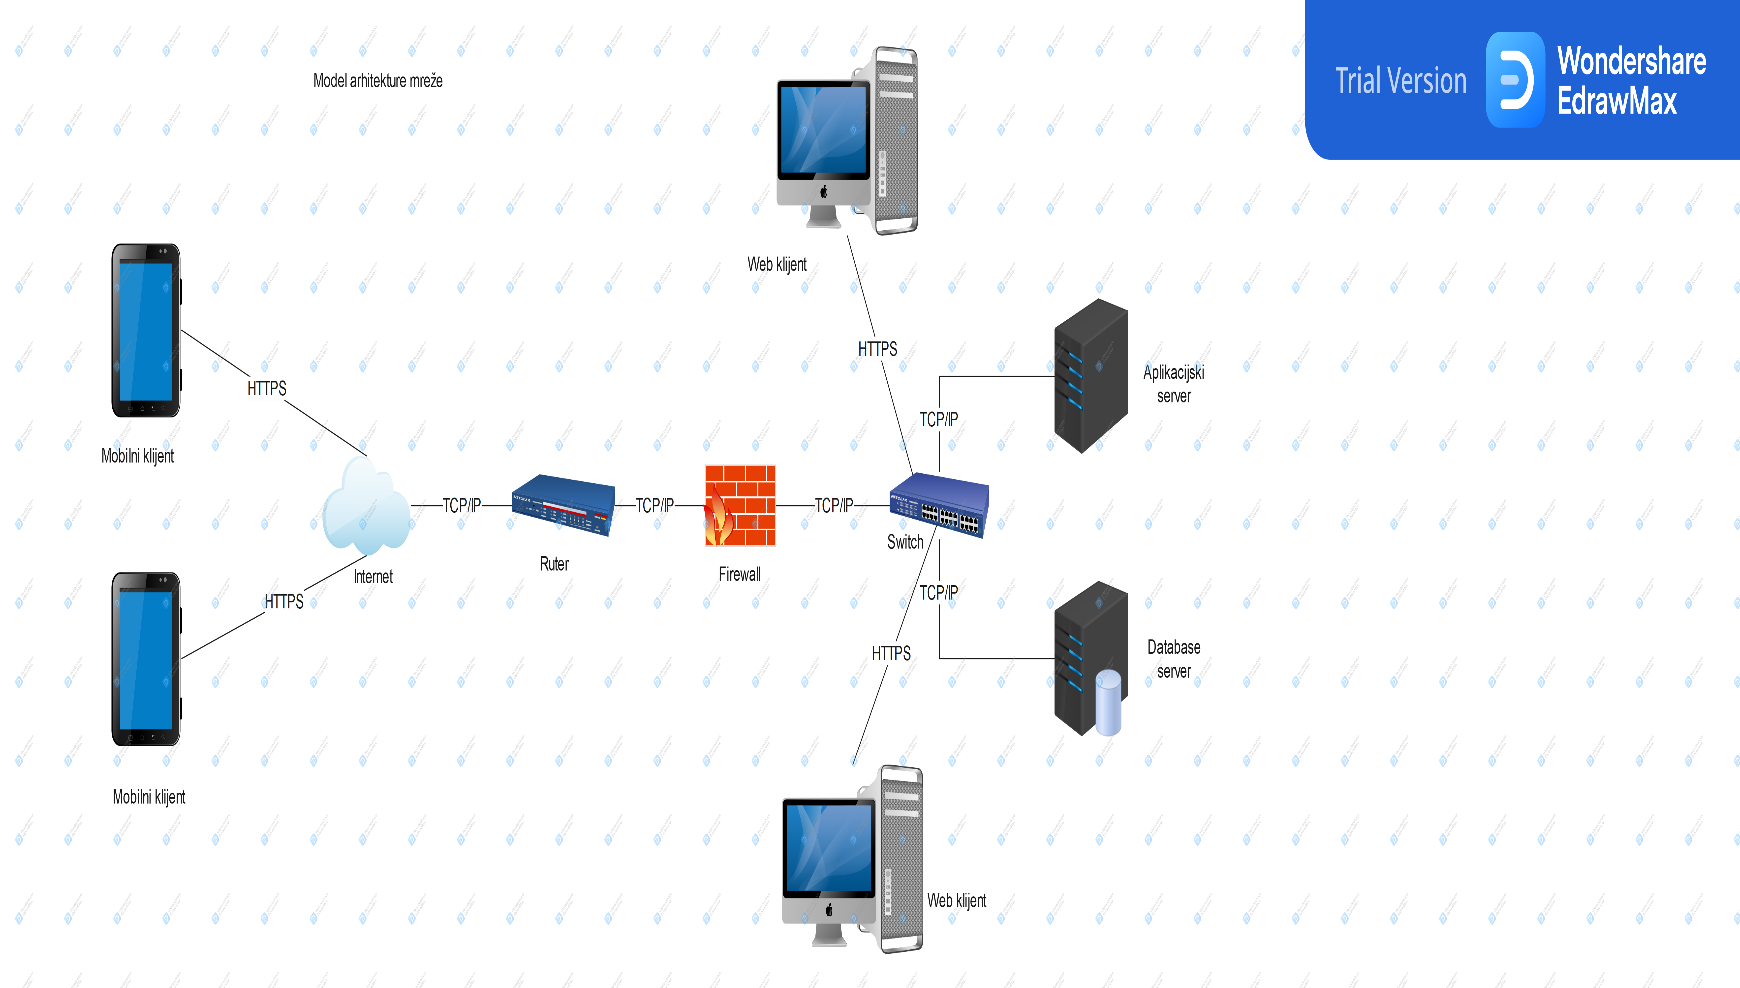 Model arhitekture mreže
Trial Version
Wondershare
EdrawMax
Web klijent
HTTPS
Aplikacijski
server
HTTPS
TCP/IP
Mobilni klijent
TCP/IP
TCP/IP
TCP/IP
Switch
Ruter
Firewall
Internet
TCP/IP
HTTPS
HTTPS
Database
server
Mobilni klijent
Web klijent